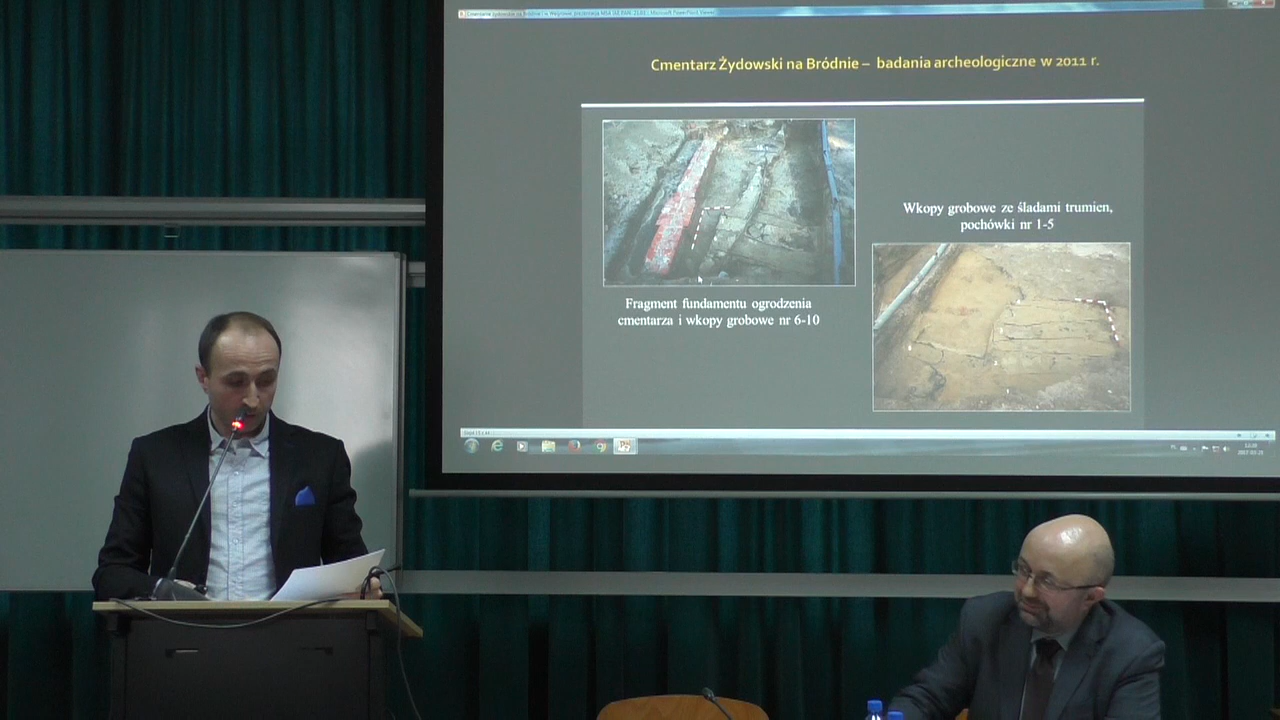 Cmentarz Żydowski na Bródnie – badania archeologiczne w 2011 r.
Wkopy grobowe ze śladami trumien,
pochówki nr 1-5
Fragment fundamentu ogrodzenia
cmentarza i wkopy grobowe nr 6-10